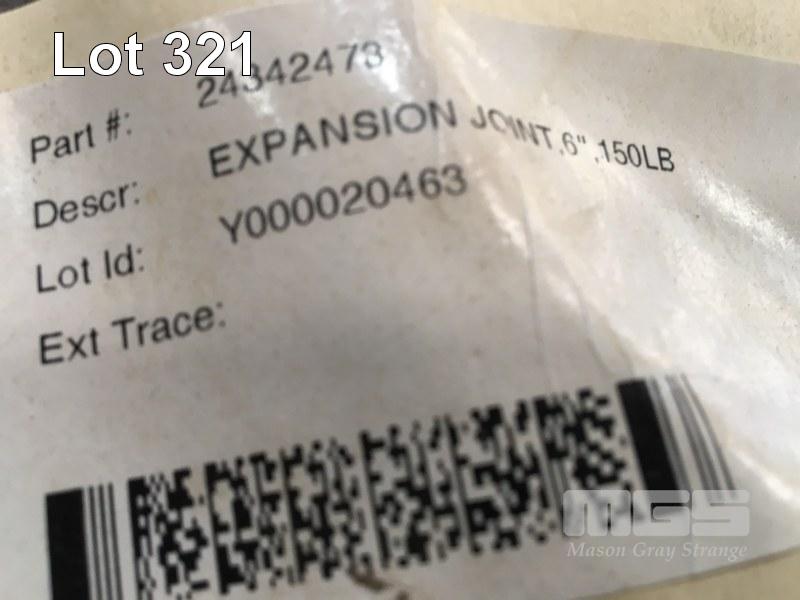 Lot 321
Part #: 24342473
Descr: EXPANSION JOINT,6",150LB
Lot Id: Y000020463
Ext Trace:
MGS
Mason Gray Strange